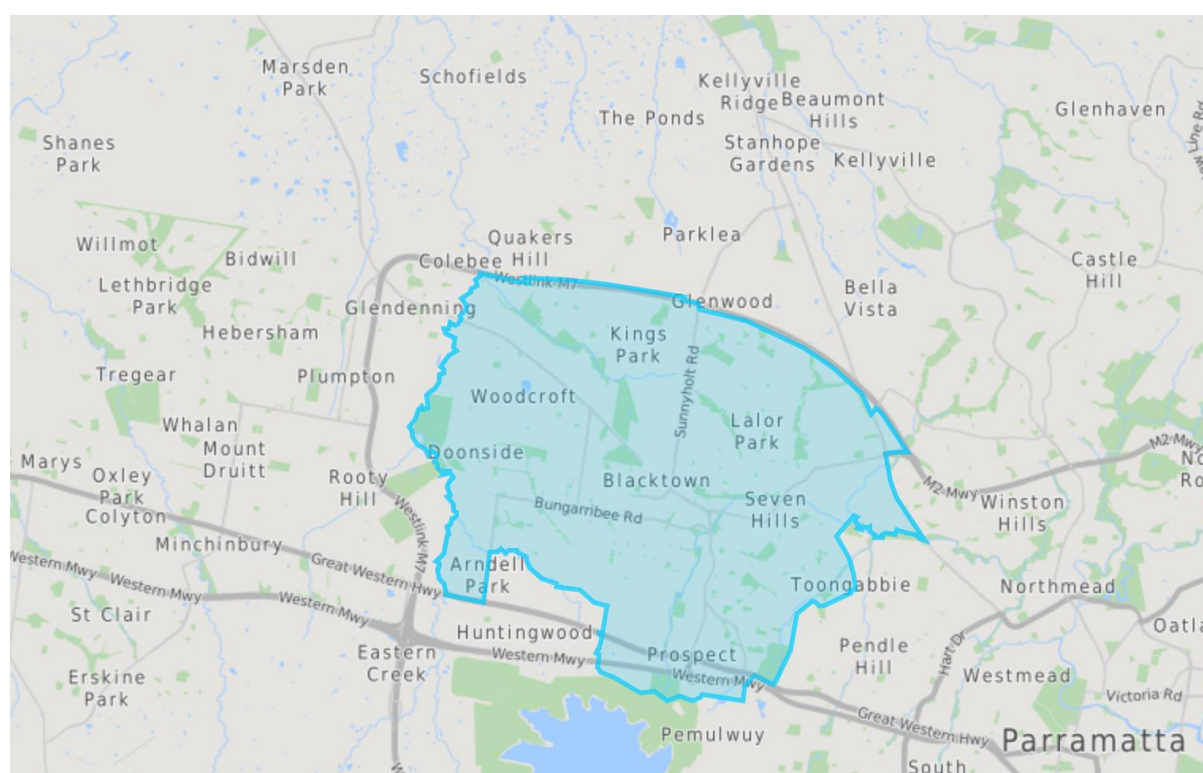 Marsden
Park
Schofields
Kellyville
Ridge
Beaumont
Hills
Glenhaven
The Ponds
Shanes
Park
Stanhope
Gardens
Kellyville
Willmot
Bidwill
Quakers
Hill
Colebee
Parklea
Castle
Hill
Lethbridge
Park
Westlink M7
Glendenning
Glenwood
Bella
Vista
Hebersham
Kings
Park
Tregear
Plumpton
Woodcroft
Sunnyholt Rd
Whalan
Lalor
Park
Mount
Druitt
Doonside
M2 Mwy
Marys
Oxley
Park
Rooty
Hill
Blacktown
M2 Mwy
Colyton
Westlink M7
Bungarribee Rd
Seven
Hills
Winston
Hills
Minchinbury
Great Western Hwy
Arndell
Park
Toongabbie
Northmead
Western Mwy
Western Mwy
Western Mwy
St Clair
Huntingwood
Western Mwy
Prospect
Western Mwy
Pendle
Hill
Hart Dr
Eastern
Creek
Erskine
Park
Westmead
Victoria Rd
Great Western Hwy
Pemulwuy
Parramatta
South